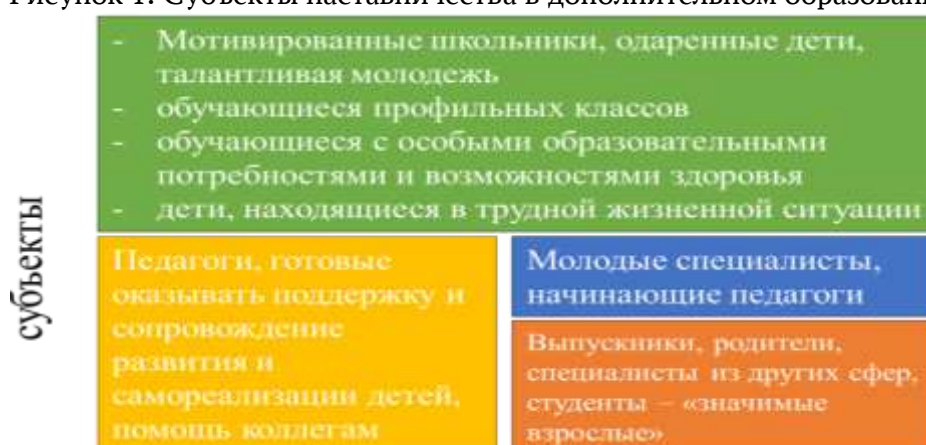 Рисунок 1. Субъекты наставничества в дополнительном образовании
- Мотивированные школьники, одаренные дети,
талантливая молодежь
- обучающиеся профильных классов
- обучающиеся с особыми образовательными
потребностями и возможностями здоровья
- дети, находящиеся в трудной жизненной ситуации
субъекты
Педагоги, готовые
оказывать поддержку и
сопровождение
развития и
самореализации детей,
помощь коллегам
Молодые специалисты,
начинающие педагоги
Выпускники, родители,
специалисты из других сфер,
студенты – «значимые
взрослые»